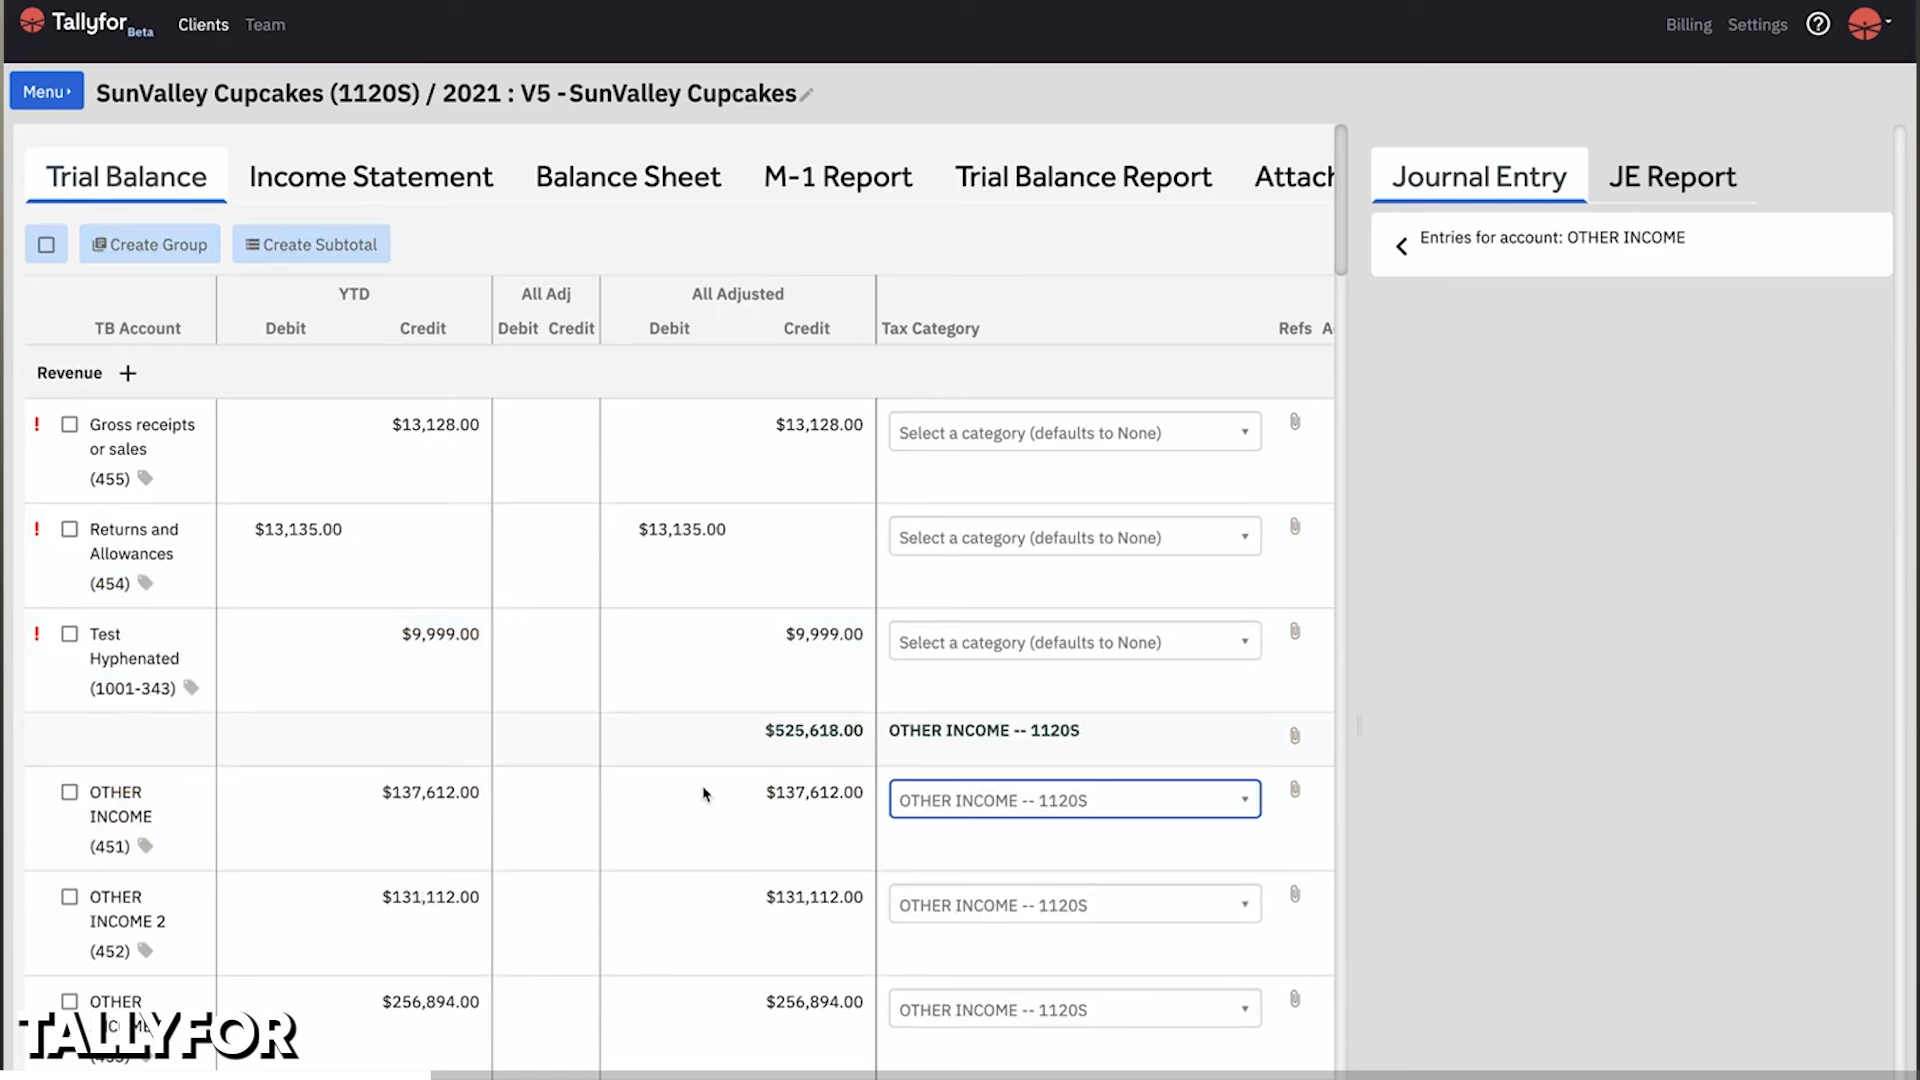 Tallyfor Beta Clients Team Billing Settings
Menu SunValley Cupcakes (1120S) / 2021 : V5 - SunValley Cupcakes
Trial Balance Income Statement Balance Sheet M-1 Report Trial Balance Report Attach
Create Group Create Subtotal
YTD All Adj All Adjusted
TB Account Debit Credit Debit Credit Debit Credit Tax Category Refs
Revenue +
! Gross receipts $13,128.00 $13,128.00 Select a category (defaults to None)
or sales
(455)
! Returns and $13,135.00 $13,135.00 Select a category (defaults to None)
Allowances
(454)
! Test $9,999.00 $9,999.00 Select a category (defaults to None)
Hyphenated
(1001-343)
$525,618.00 OTHER INCOME -- 1120S
OTHER $137,612.00 $137,612.00 OTHER INCOME -- 1120S
INCOME
(451)
OTHER $131,112.00 $131,112.00 OTHER INCOME -- 1120S
INCOME 2
(452)
OTHER $256,894.00 $256,894.00 OTHER INCOME -- 1120S
TALLYFOR
Journal Entry JE Report
Entries for account: OTHER INCOME